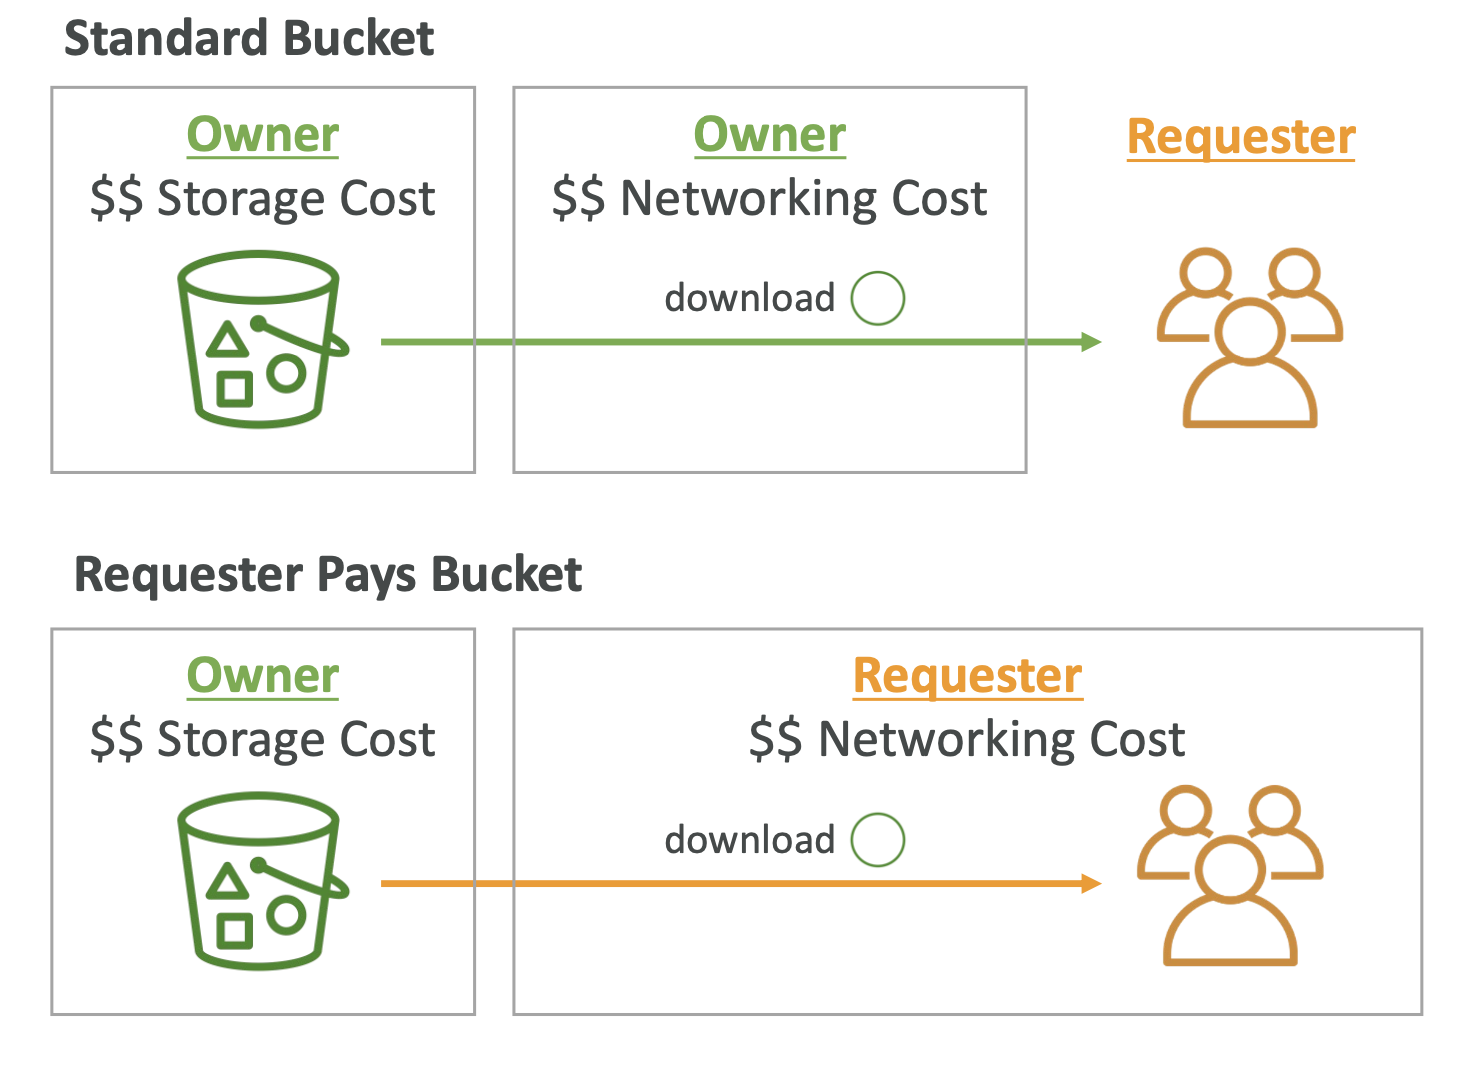 Standard Bucket
Owner
$$ Storage Cost
Owner
$$ Networking Cost
download
Requester
Requester Pays Bucket
Owner
$$ Storage Cost
Requester
$$ Networking Cost
download